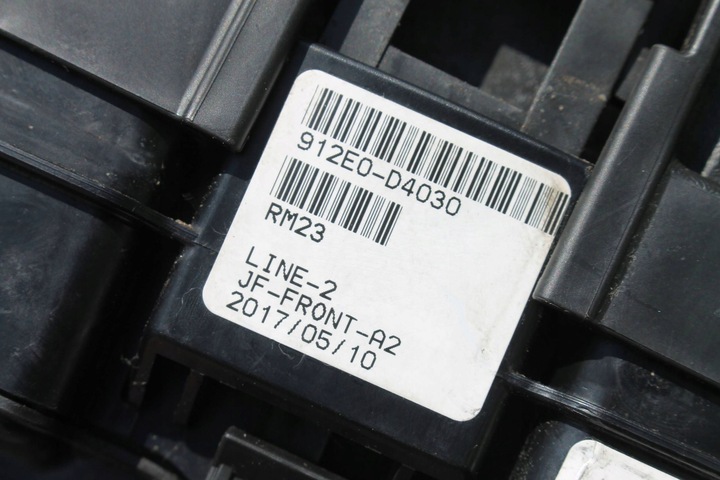 912E0-D4030
RM23
LINE-2
JF-FRONT-A2
2017/05/10